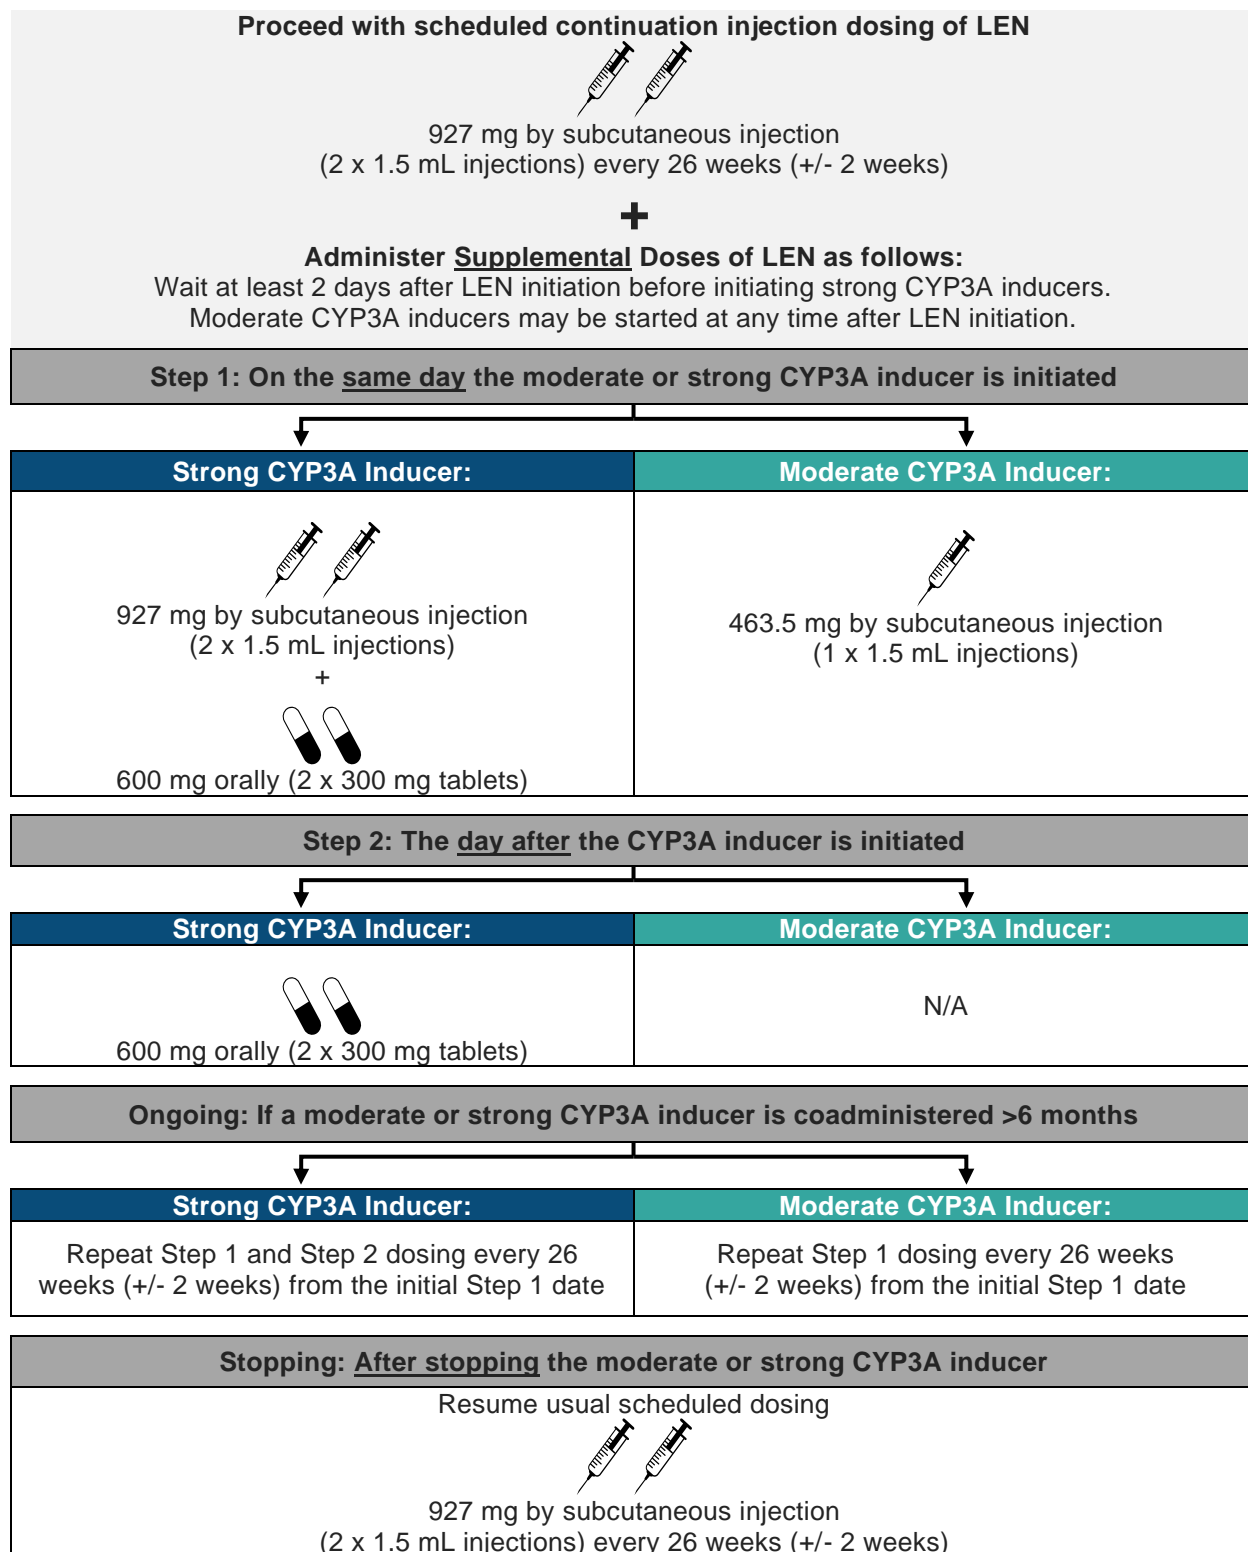 Proceed with scheduled continuation injection dosing of LEN
927 mg by subcutaneous injection
(2 x 1.5 mL injections) every 26 weeks (+/- 2 weeks)
+
Administer Supplemental Doses of LEN as follows:
Wait at least 2 days after LEN initiation before initiating strong CYP3A inducers.
Moderate CYP3A inducers may be started at any time after LEN initiation.
Step 1: On the same day the moderate or strong CYP3A inducer is initiated
Strong CYP3A Inducer:
927 mg by subcutaneous injection
(2 x 1.5 mL injections)
+
600 mg orally (2 x 300 mg tablets)
Moderate CYP3A Inducer:
463.5 mg by subcutaneous injection
(1 x 1.5 mL injections)
Step 2: The day after the CYP3A inducer is initiated
Strong CYP3A Inducer:
600 mg orally (2 x 300 mg tablets)
Moderate CYP3A Inducer:
N/A
Ongoing: If a moderate or strong CYP3A inducer is coadministered >6 months
Strong CYP3A Inducer:
Repeat Step 1 and Step 2 dosing every 26
weeks (+/- 2 weeks) from the initial Step 1 date
Moderate CYP3A Inducer:
Repeat Step 1 dosing every 26 weeks
(+/- 2 weeks) from the initial Step 1 date
Stopping: After stopping the moderate or strong CYP3A inducer
Resume usual scheduled dosing
927 mg by subcutaneous injection
(2 x 1.5 mL injections) every 26 weeks (+/- 2 weeks)